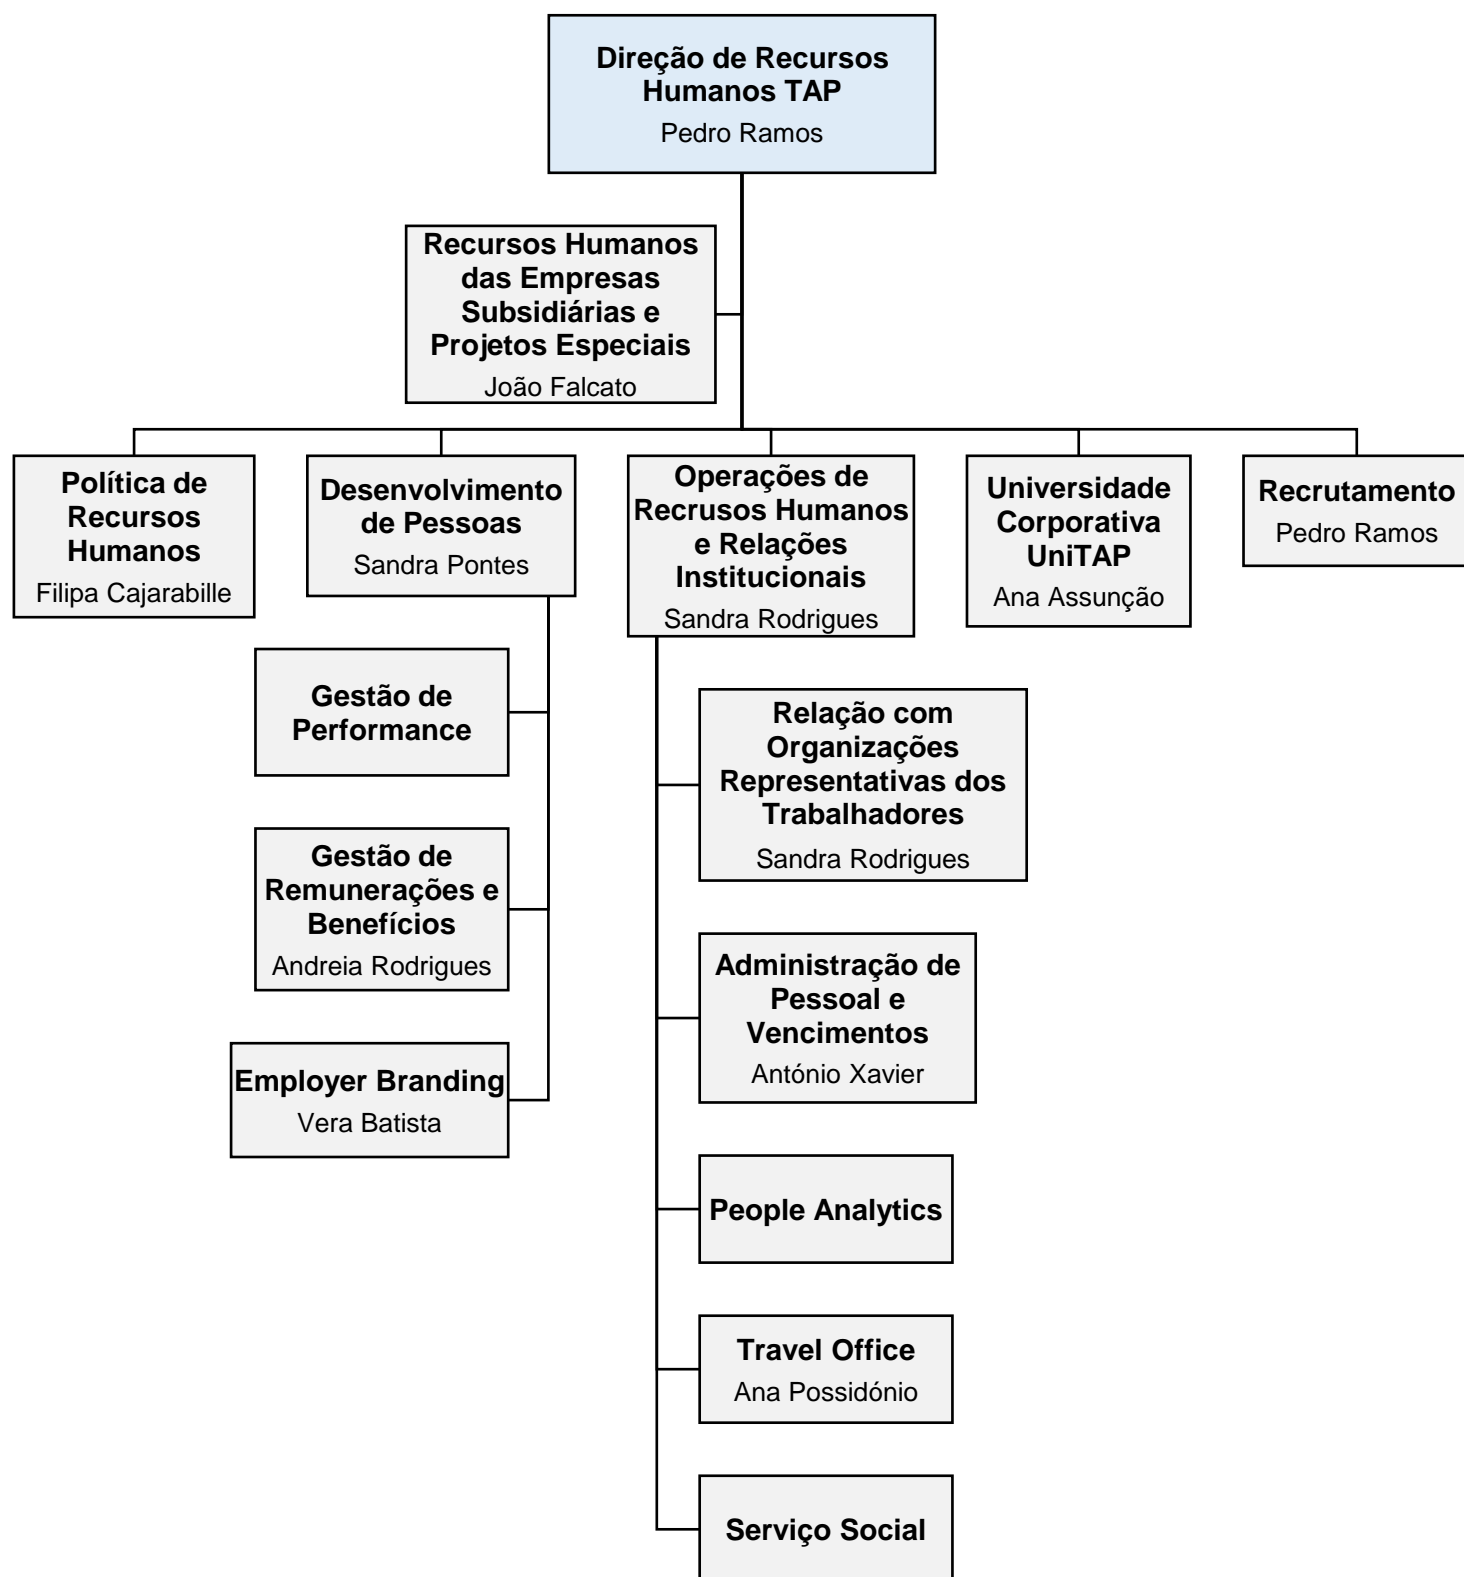 Direção de Recursos
Humanos TAP
Pedro Ramos
Recursos Humanos
das Empresas
Subsidiárias e
Projetos Especiais
João Falcato
Política de
Recursos
Humanos
Filipa Cajarabille
Desenvolvimento
de Pessoas
Sandra Pontes
Operações de
Recrusos Humanos
e Relações
Institucionais
Sandra Rodrigues
Universidade
Corporativa
UniTAP
Ana Assunção
Recrutamento
Pedro Ramos
Gestão de
Performance
Gestão de
Remunerações e
Benefícios
Andreia Rodrigues
Employer Branding
Vera Batista
Relação com
Organizações
Representativas dos
Trabalhadores
Sandra Rodrigues
Administração de
Pessoal e
Vencimentos
António Xavier
People Analytics
Travel Office
Ana Possidónio
Serviço Social